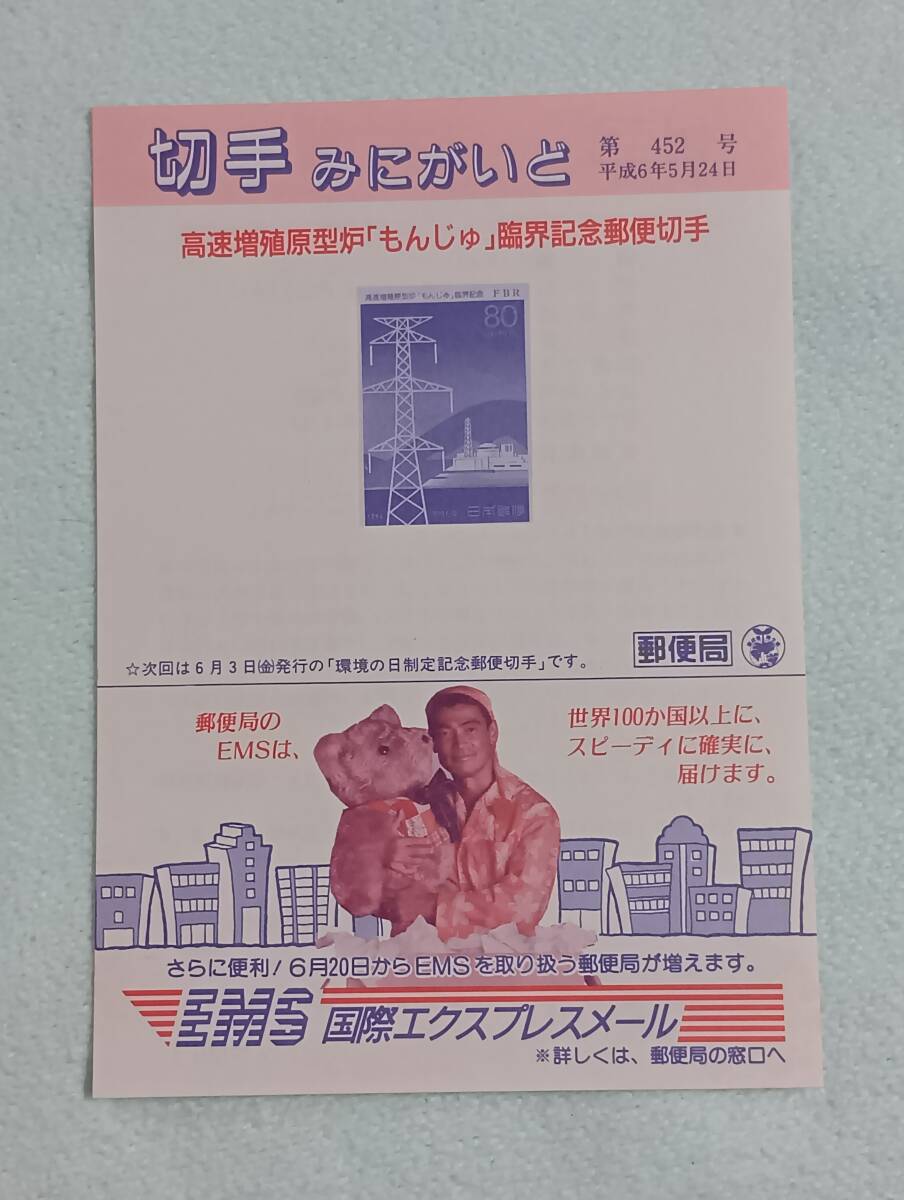 切手 みにがいど
第 452 号
平成6年5月24日
高速増殖原型炉「もんじゅ」臨界記念郵便切手
高速増殖原型炉「もんじゅ」臨界記念 FBR
80
1994
日本郵便
郵便局
☆次回は6月3日㈮発行の「環境の日制定記念郵便切手」です。
郵便局の
EMSは、
世界100か国以上に、
スピーディに確実に、
届けます。
さらに便利!6月20日からEMSを取り扱う郵便局が増えます。
EMS 国際エクスプレスメール
※詳しくは、郵便局の窓口へ